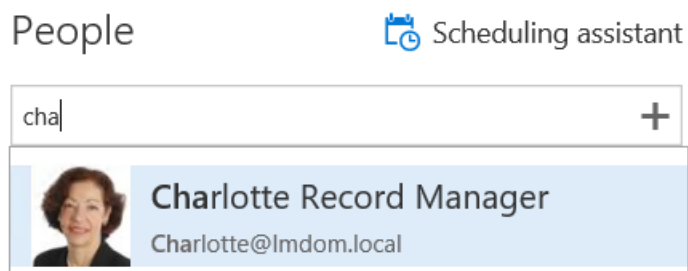 People
Scheduling assistant
cha
Charlotte Record Manager
Charlotte@lmdom.local